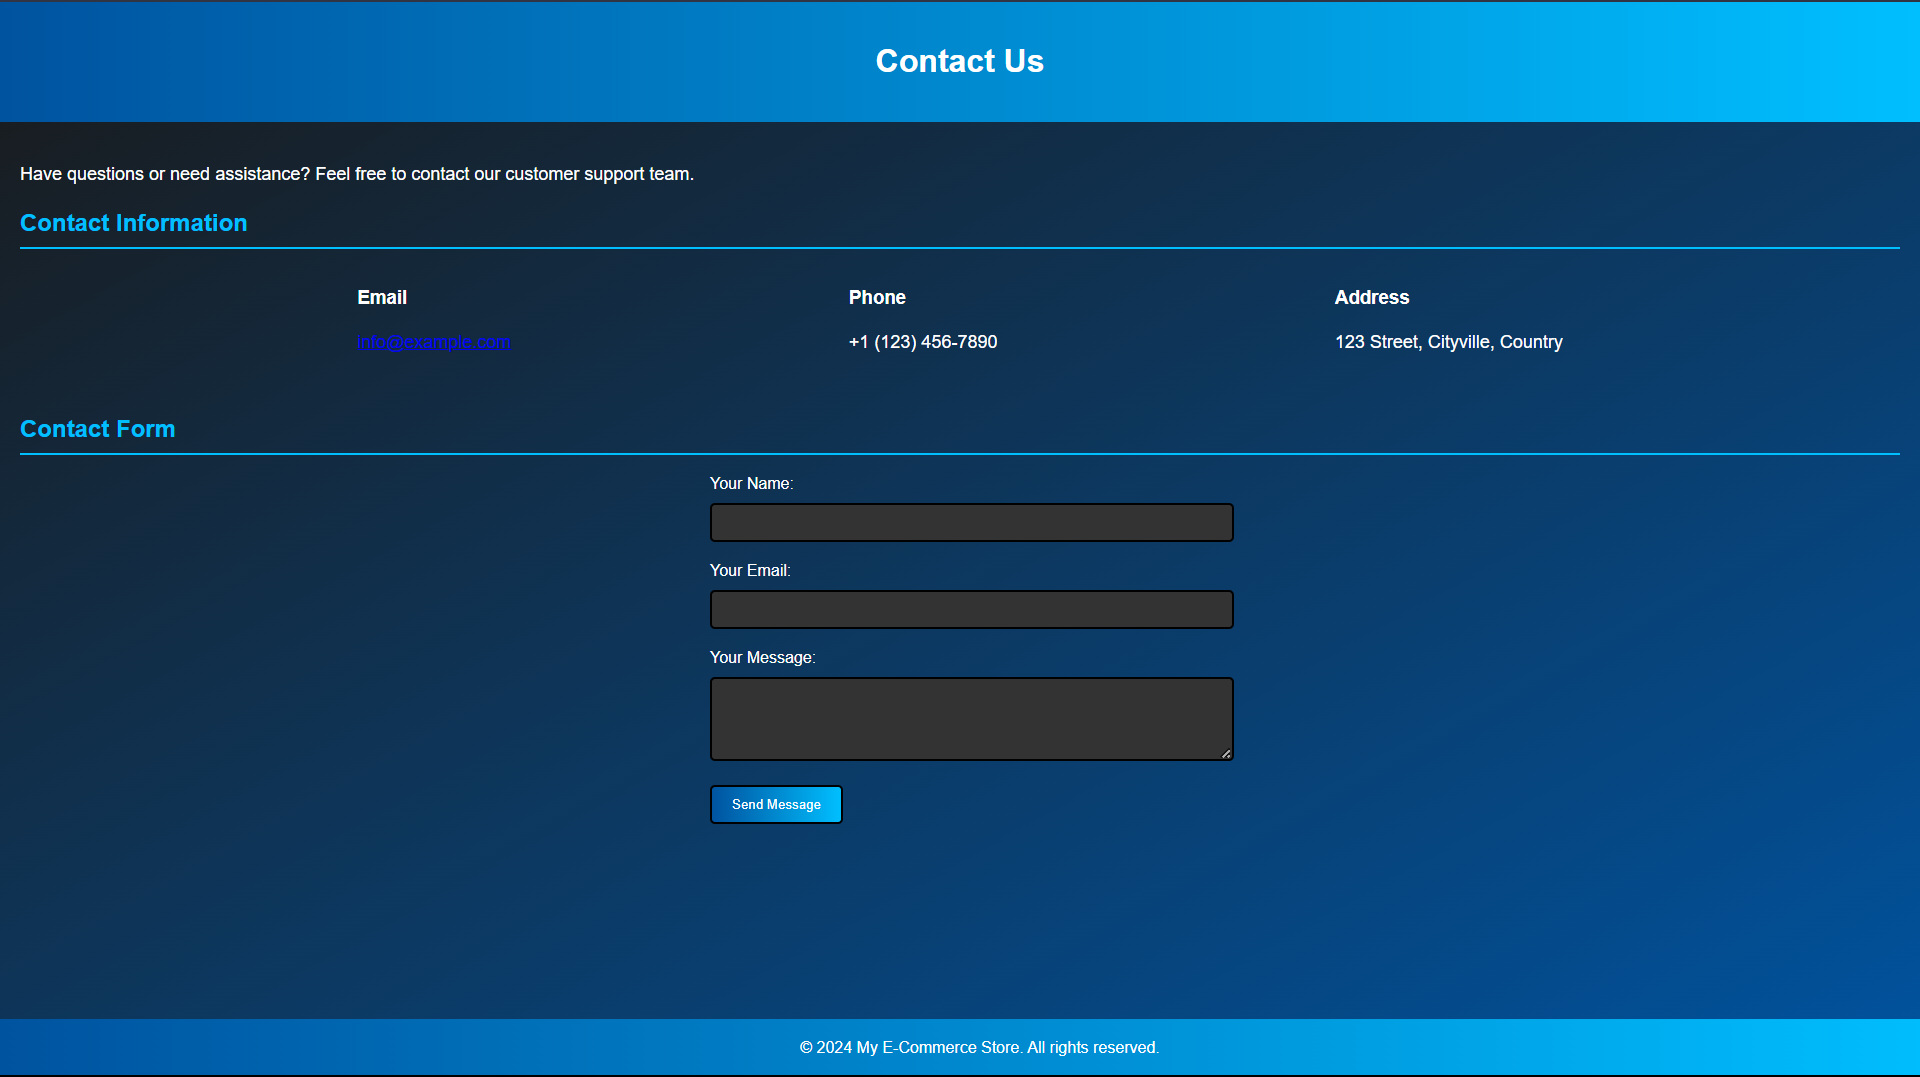 Contact Us
Have questions or need assistance? Feel free to contact our customer support team.
Contact Information
Email
info@example.com
Phone
+1 (123) 456-7890
Address
123 Street, Cityville, Country
Contact Form
Your Name:
Your Email:
Your Message:
Send Message
© 2024 My E-Commerce Store. All rights reserved.